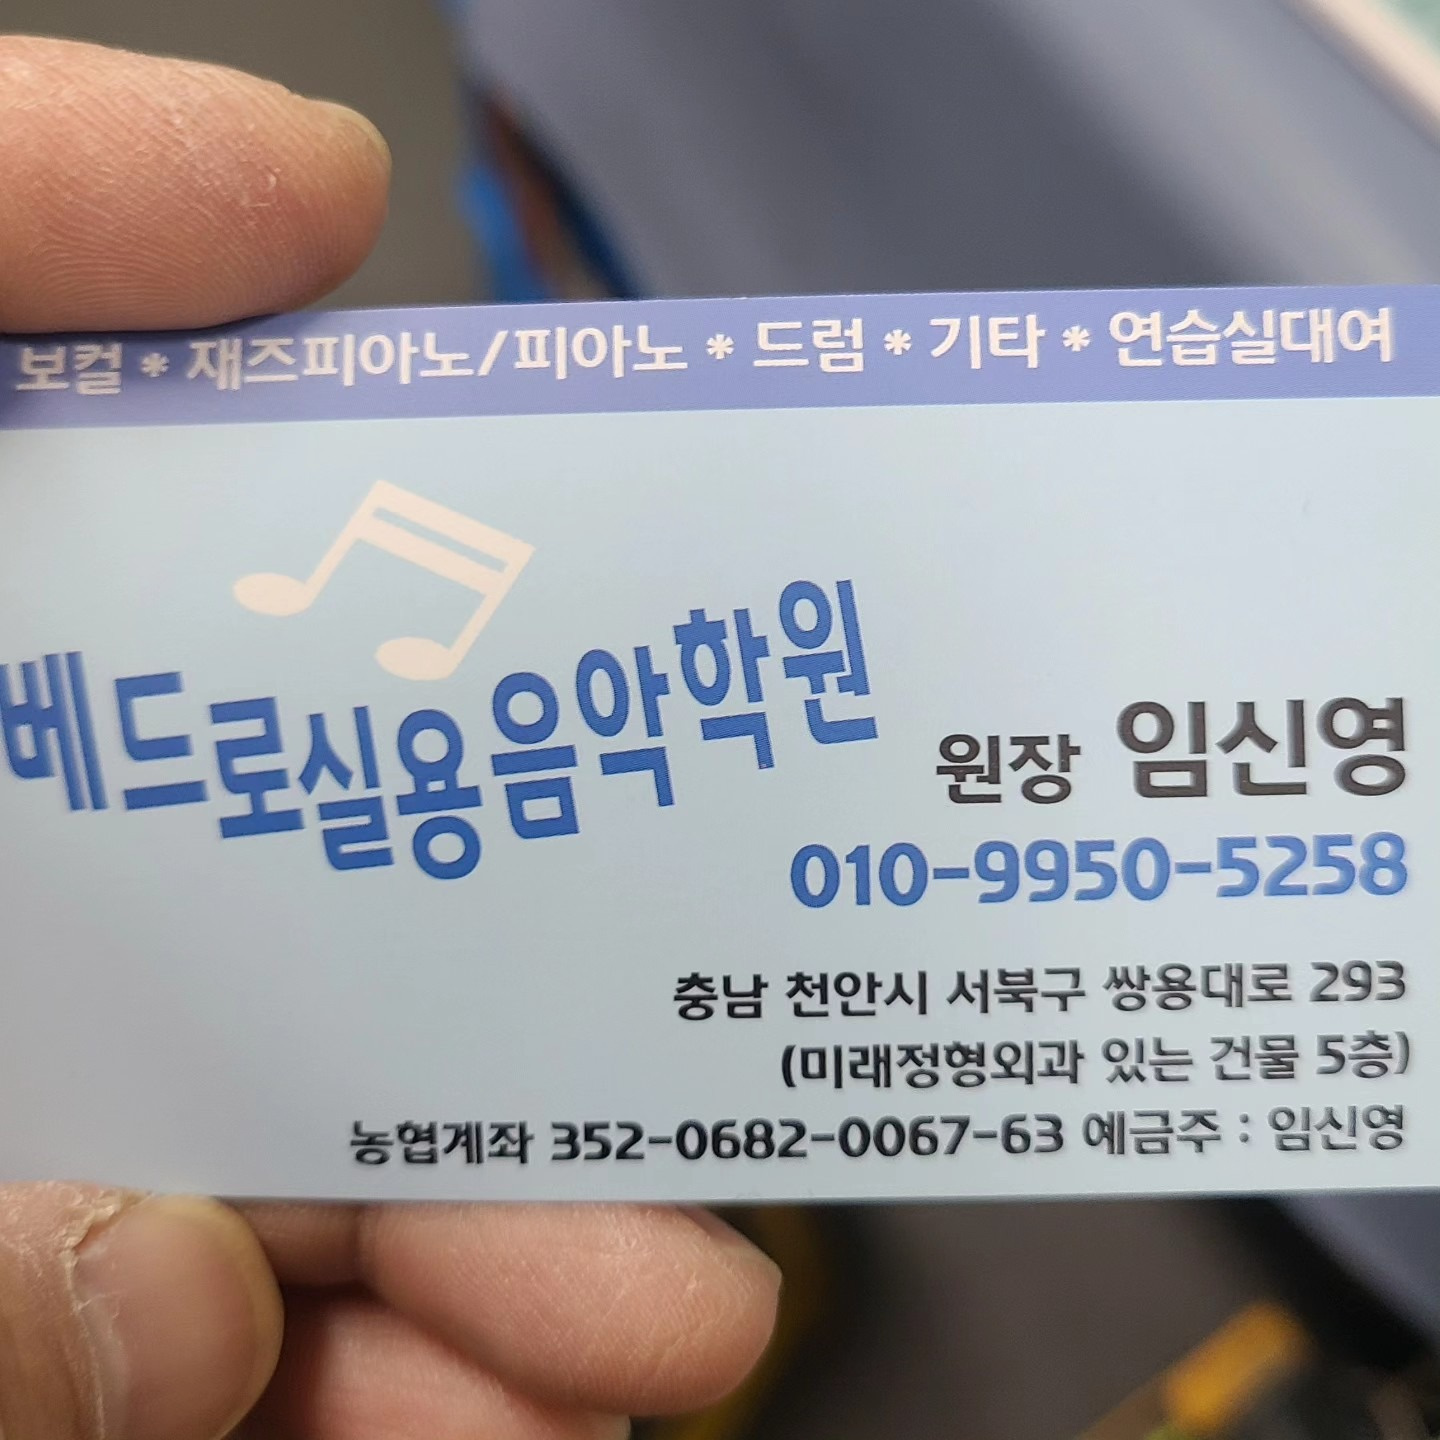 보컬 * 재즈피아노/피아노 * 드럼 * 기타 * 연습실대여
베드로실용음악학원
원장 임신영
010-9950-5258
충남 천안시 서북구 쌍용대로 293
(미래정형외과 있는 건물 5층)
농협계좌 352-0682-0067-63 예금주 : 임신영